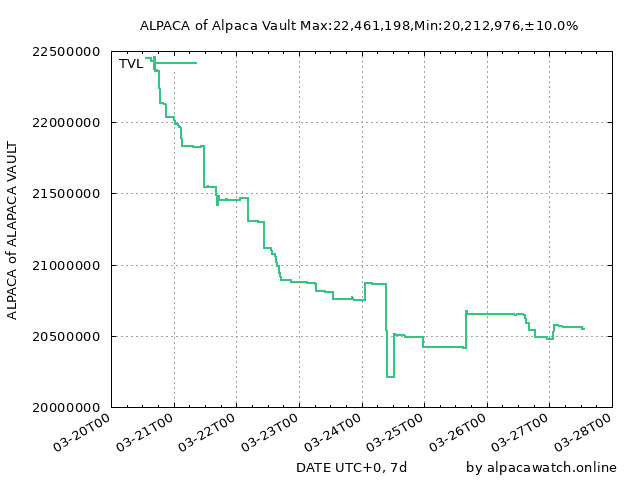 ALPACA of Alpaca Vault Max:22,461,198,Min:20,212,976,±10.0%
22500000
TVL
22000000
21500000
21000000
20500000
20000000
ALPACA of ALAPACA VAULT
03-20T00
03-21T00
03-22T00
03-23T00
03-24T00
03-25T00
03-26T00
03-27T00
03-28T00
DATE UTC+0, 7d
by alpacawatch.online